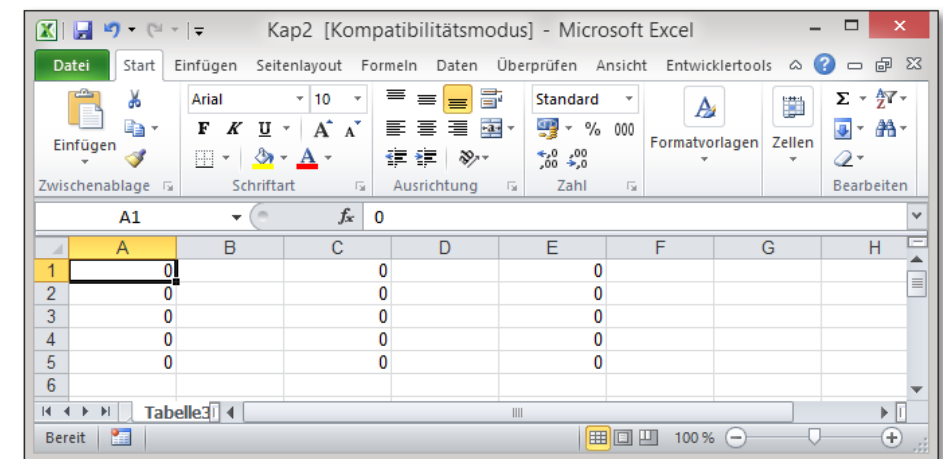 Kap2 [Kompatibilitätsmodus] - Microsoft Excel
Datei Start Einfügen Seitenlayout Formeln Daten Überprüfen Ansicht Entwicklertools
Arial 10 Standard
F K U A A % 000
Einfügen Formatvorlagen Zellen
A ,00 ,00
Zwischenablage Schriftart Ausrichtung Zahl Bearbeiten
A1 fx 0
A B C D E F G H
1 0 0 0
2 0 0 0
3 0 0 0
4 0 0 0
5 0 0 0
6
Tabelle3
Bereit 100 %